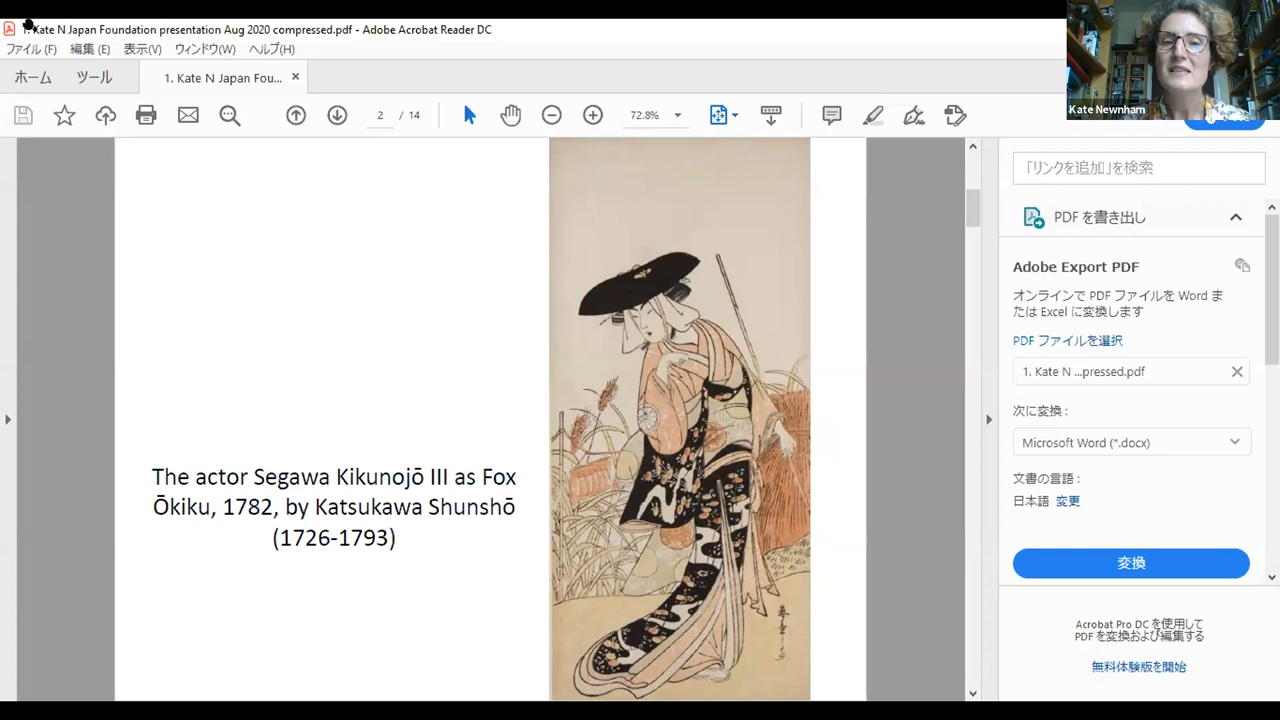 1. Kate N Japan Foundation presentation Aug 2020 compressed.pdf - Adobe Acrobat Reader DC
ファイル(F) 編集(E) 表示(V) ウィンドウ(W) ヘルプ(H)
ホーム ツール 1. Kate N Japan Fou... ×
2 / 14 72.8%
Kate Newnham
「リンクを追加」を検索
PDF を書き出し
Adobe Export PDF
オンラインで PDF ファイルを Word ま
たは Excel に変換します
PDF ファイルを選択
1. Kate N ...pressed.pdf
次に変換 :
Microsoft Word (*.docx)
文書の言語 :
日本語 変更
変換
Acrobat Pro DC を使用して
PDF を変換および編集する
無料体験版を開始
The actor Segawa Kikunojō III as Fox
Ōkiku, 1782, by Katsukawa Shunshō
(1726-1793)